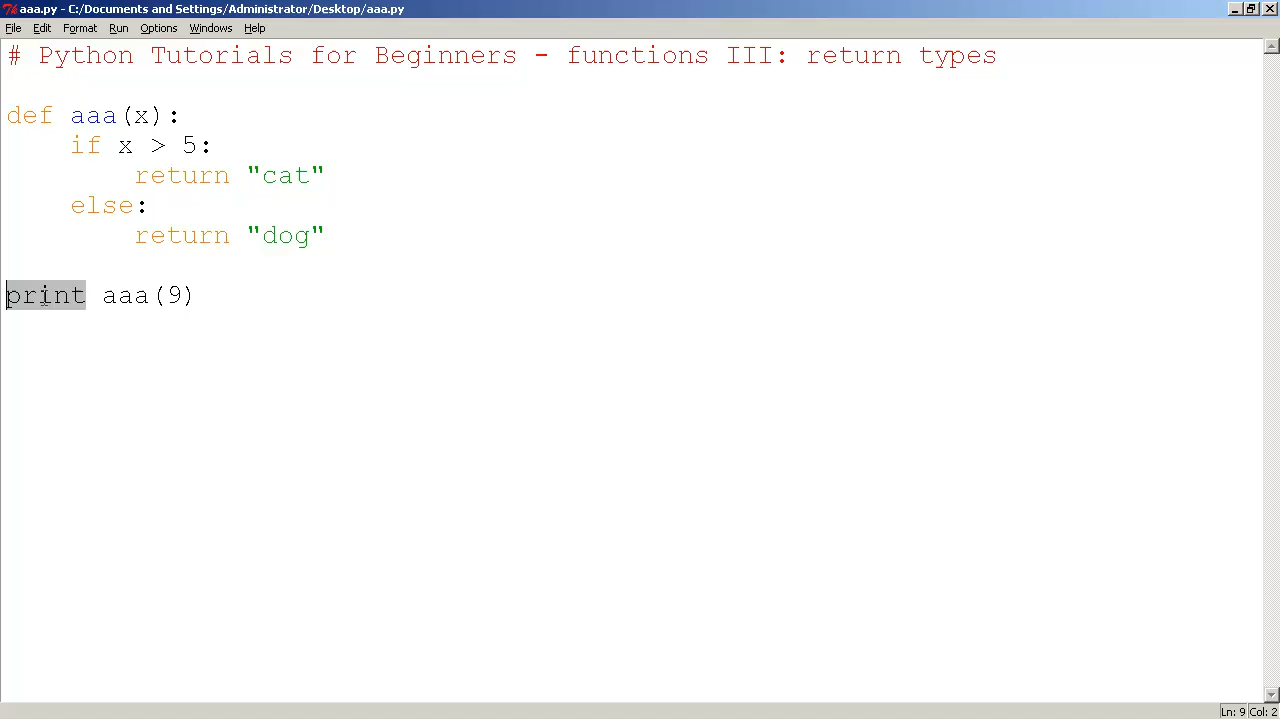 aaa.py - C:/Documents and Settings/Administrator/Desktop/aaa.py
File Edit Format Run Options Windows Help
# Python Tutorials for Beginners - functions III: return types
def aaa(x):
    if x > 5:
        return "cat"
    else:
        return "dog"
print aaa(9)
Ln: 9 Col: 2